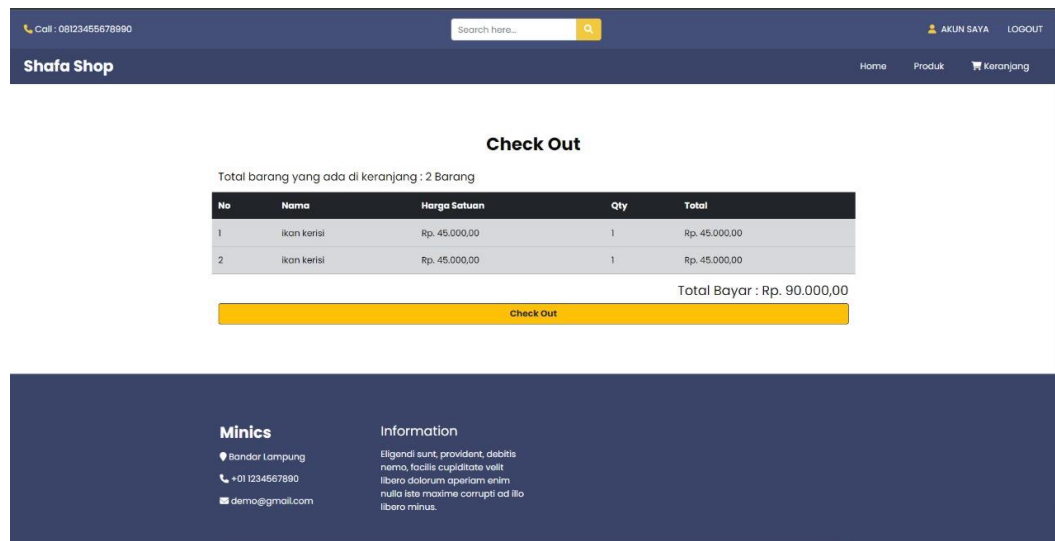 Call : 08123455678990
Search here...
AKUN SAYA
LOGOUT
Shafa Shop
Home
Produk
Keranjang
Check Out
Total barang yang ada di keranjang : 2 Barang
No Nama Harga Satuan Qty Total
1 ikan kerisi Rp. 45.000,00 1 Rp. 45.000,00
2 ikan kerisi Rp. 45.000,00 1 Rp. 45.000,00
Total Bayar : Rp. 90.000,00
Check Out
Minics
Bandar Lampung
+01 1234567890
demo@gmail.com
Information
Eligendi sunt, provident, debitis
nemo, facilis cupiditate velit
libero dolorum aperiam enim
nulla iste maxime corrupti ad illo
libero minus.